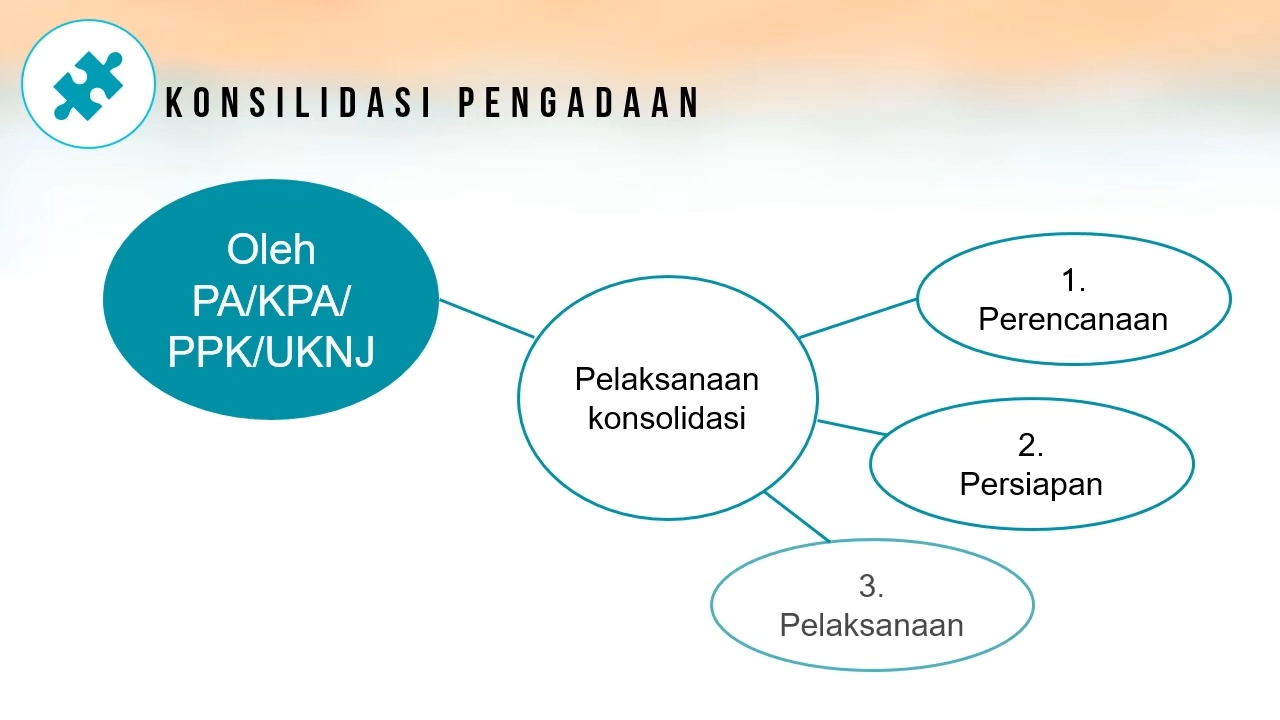 KONSILIDASI PENGADAAN
Oleh
PA/KPA/
PPK/UKNJ
Pelaksanaan
konsolidasi
1.
Perencanaan
2.
Persiapan
3.
Pelaksanaan